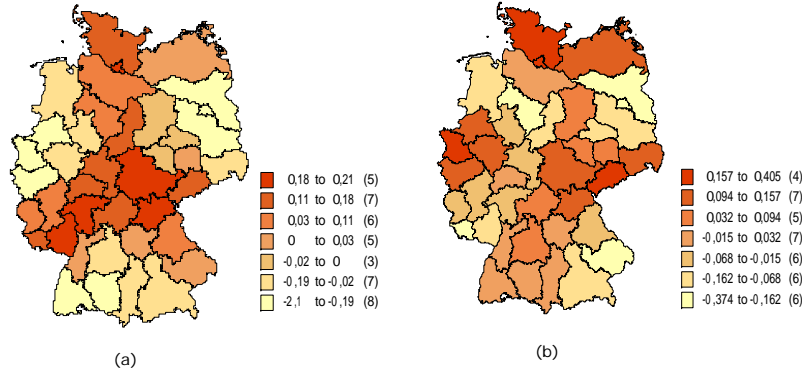 0,18 to 0,21 (5)
0,11 to 0,18 (7)
0,03 to 0,11 (6)
0 to 0,03 (5)
-0,02 to 0 (3)
-0,19 to -0,02 (7)
-2,1 to -0,19 (8)
(a)
0,157 to 0,405 (4)
0,094 to 0,157 (7)
0,032 to 0,094 (5)
-0,015 to 0,032 (7)
-0,068 to -0,015 (6)
-0,162 to -0,068 (6)
-0,374 to -0,162 (6)
(b)